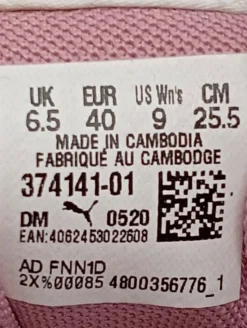 UK EUR US Wn's CM
6.5 40 9 25.5
MADE IN CAMBODIA
FABRIQUÉ AU CAMBODGE
374141-01
DM 0520
EAN:4062453022608
AD FNN1D
2X%00085 4800356776_1